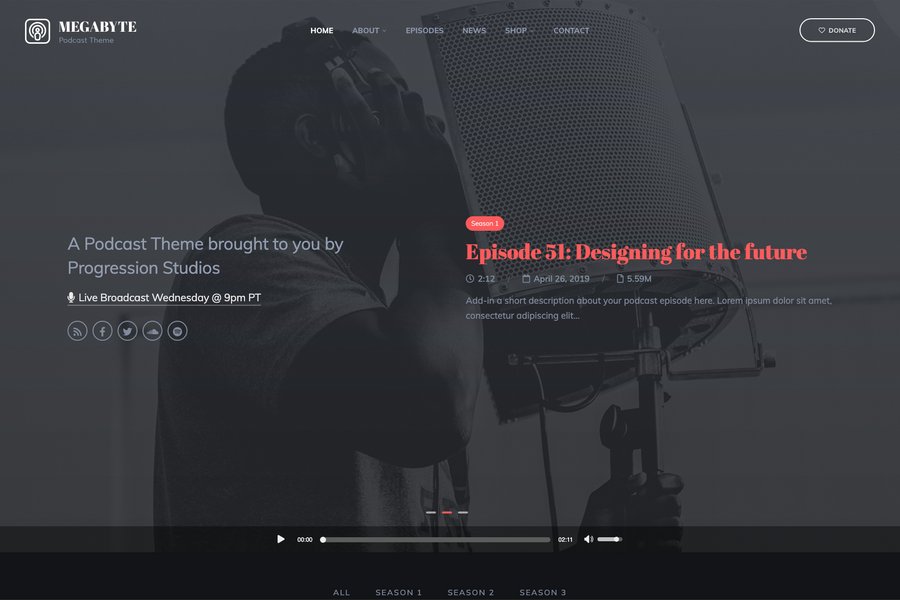 MEGABYTE
Podcast Theme
HOME ABOUT EPISODES NEWS SHOP CONTACT
DONATE
A Podcast Theme brought to you by
Progression Studios
Live Broadcast Wednesday @ 9pm PT
Season 1
Episode 51: Designing for the future
2:12 / April 26, 2019 / 5.59M
Add-in a short description about your podcast episode here. Lorem ipsum dolor sit amet,
consectetur adipiscing elit...
00:00 02:11
ALL SEASON 1 SEASON 2 SEASON 3